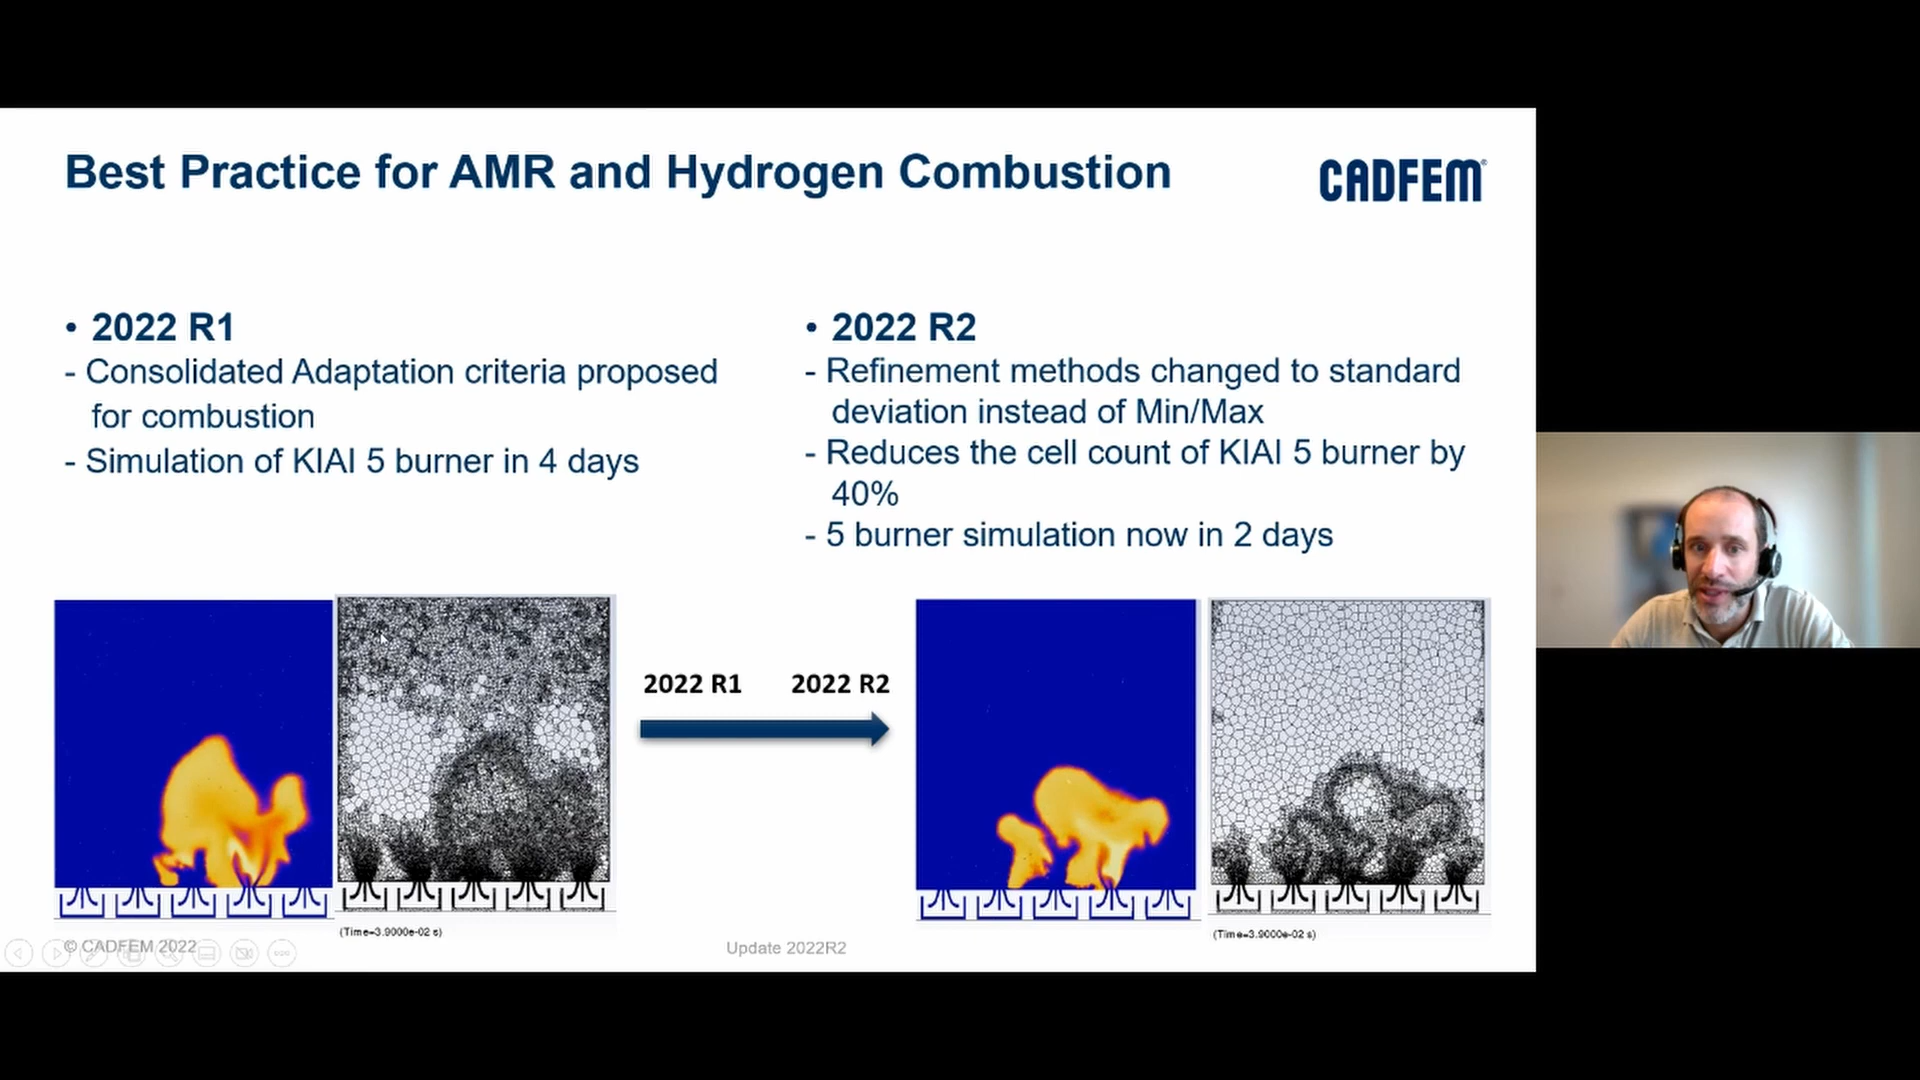 Best Practice for AMR and Hydrogen Combustion
CADFEM®
• 2022 R1
- Consolidated Adaptation criteria proposed
for combustion
- Simulation of KIAI 5 burner in 4 days
• 2022 R2
- Refinement methods changed to standard
deviation instead of Min/Max
- Reduces the cell count of KIAI 5 burner by
40%
- 5 burner simulation now in 2 days
2022 R1
2022 R2
(Time=3.9000e-02 s)
(Time=3.9000e-02 s)
© CADFEM 2022
Update 2022R2